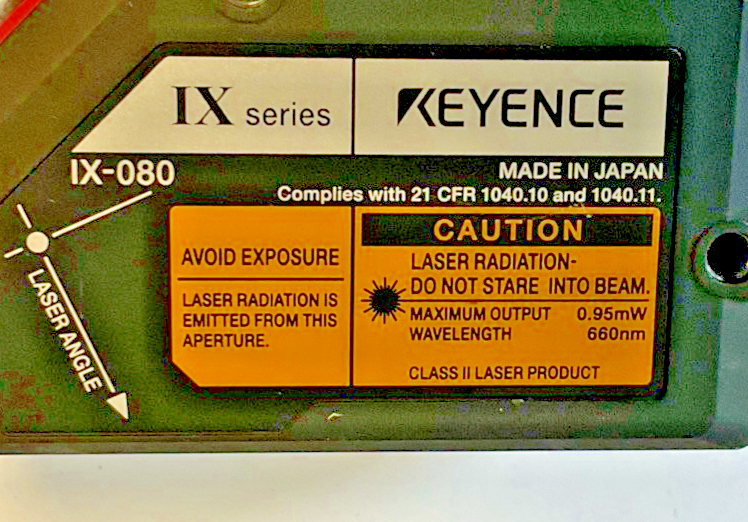 IX series
KEYENCE
IX-080
MADE IN JAPAN
Complies with 21 CFR 1040.10 and 1040.11.
LASER ANGLE
AVOID EXPOSURE
LASER RADIATION IS
EMITTED FROM THIS
APERTURE.
CAUTION
LASER RADIATION-
DO NOT STARE INTO BEAM.
MAXIMUM OUTPUT 0.95mW
WAVELENGTH 660nm
CLASS II LASER PRODUCT